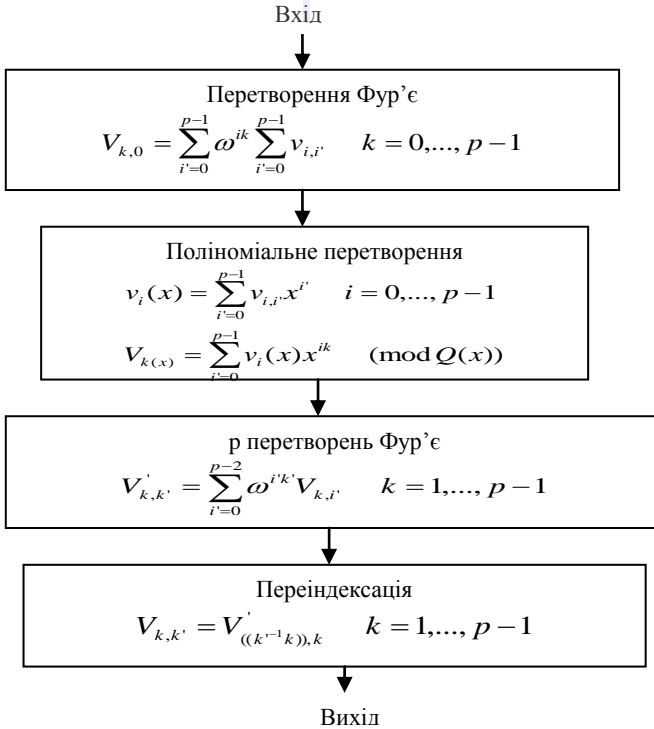 Вхід
Перетворення Фур’є
V_{k,0} = \sum_{i'=0}^{p-1} ω^{ik} \sum_{i'=0}^{p-1} v_{i,i'}   k = 0,..., p − 1
Поліноміальне перетворення
v_i(x) = \sum_{i'=0}^{p-1} v_{i,i'} x^{i'}   i = 0,..., p − 1
V_{k(x)} = \sum_{i'=0}^{p-1} v_i(x) x^{ik}   (mod Q(x))
p перетворень Фур’є
V^{'}_{k,k'} = \sum_{i'=0}^{p-2} ω^{i'k'} V_{k,i'}   k = 1,..., p − 1
Переіндексація
V_{k,k'} = V^{'}_{((k'^{-1}k)),k}   k = 1,..., p − 1
Вихід